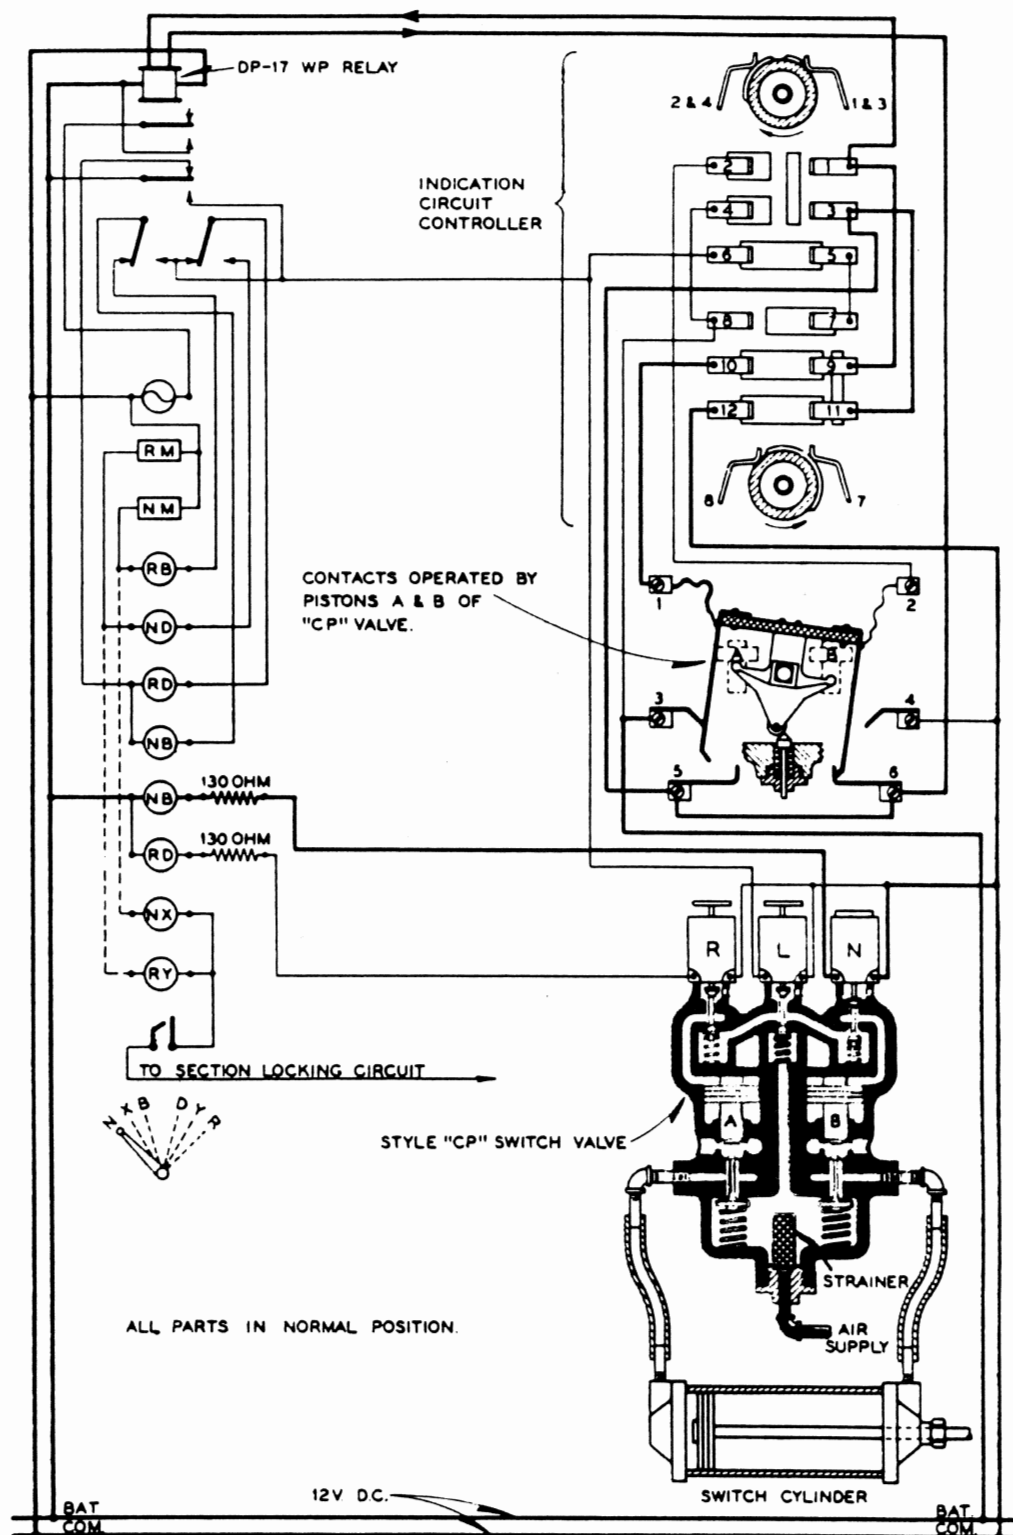 DP-17 WP RELAY
2 & 4
1 & 3
INDICATION
CIRCUIT
CONTROLLER
2
4
3
6
5
8
7
10
9
12
11
8
7
RM
NM
RB
ND
RD
NB
NB
130 OHM
RD
130 OHM
NX
RY
CONTACTS OPERATED BY
PISTONS A & B OF
"CP" VALVE.
1
2
A
B
3
4
5
6
R
L
N
TO SECTION LOCKING CIRCUIT
N X B D Y R
STYLE "CP" SWITCH VALVE
A
B
STRAINER
AIR
SUPPLY
ALL PARTS IN NORMAL POSITION.
SWITCH CYLINDER
12V. D.C.
BAT.
COM.
BAT.
COM.